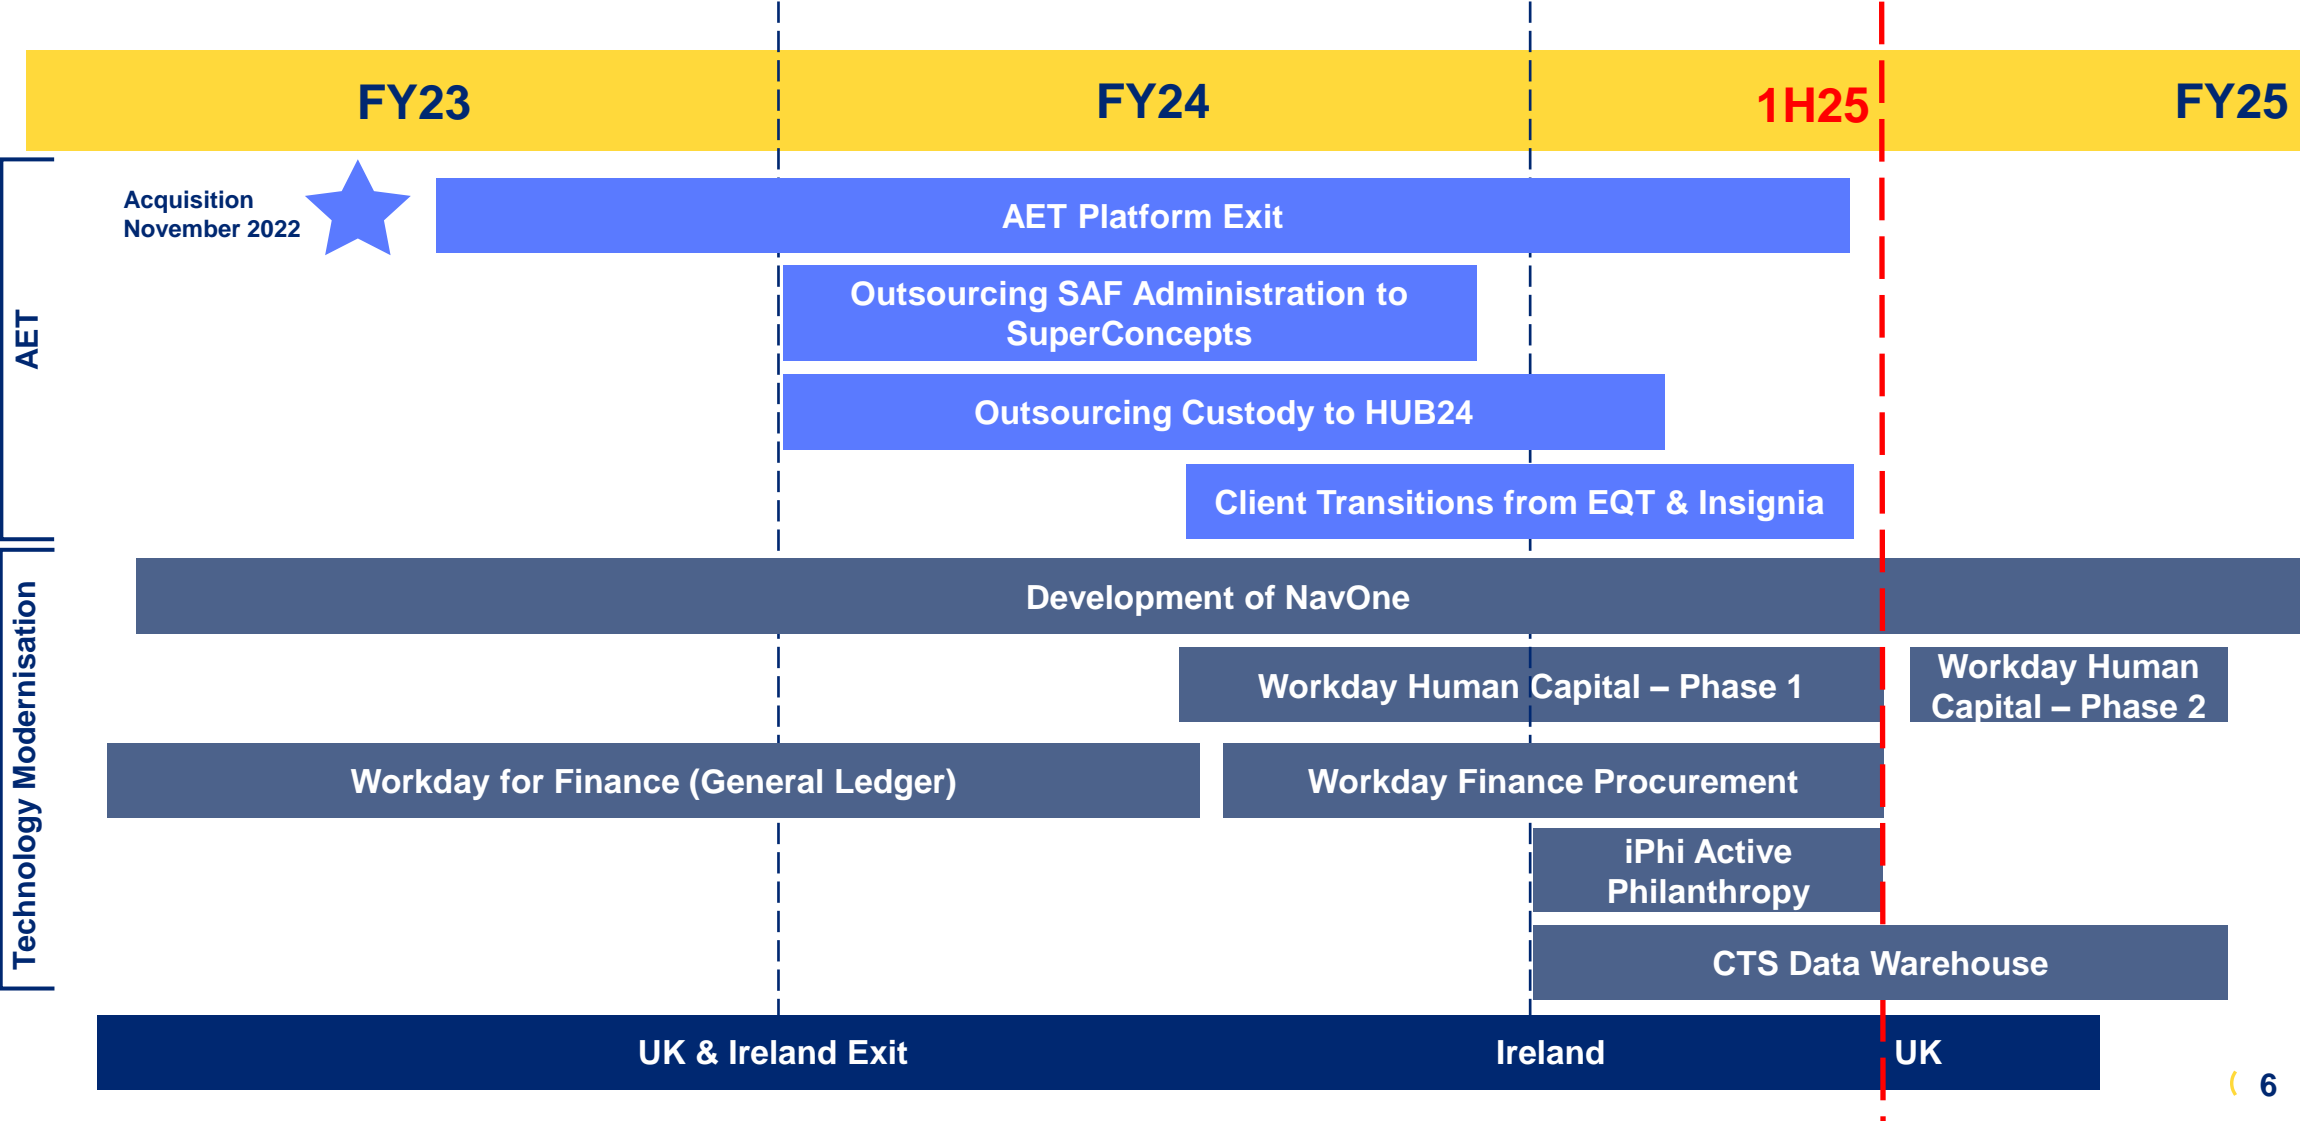 FY23
FY24
1H25
FY25
AET
Acquisition
November 2022
AET Platform Exit
Outsourcing SAF Administration to
SuperConcepts
Outsourcing Custody to HUB24
Client Transitions from EQT & Insignia
Technology Modernisation
Development of NavOne
Workday Human Capital – Phase 1
Workday Human
Capital – Phase 2
Workday for Finance (General Ledger)
Workday Finance Procurement
iPhi Active
Philanthropy
CTS Data Warehouse
UK & Ireland Exit
Ireland
UK
6